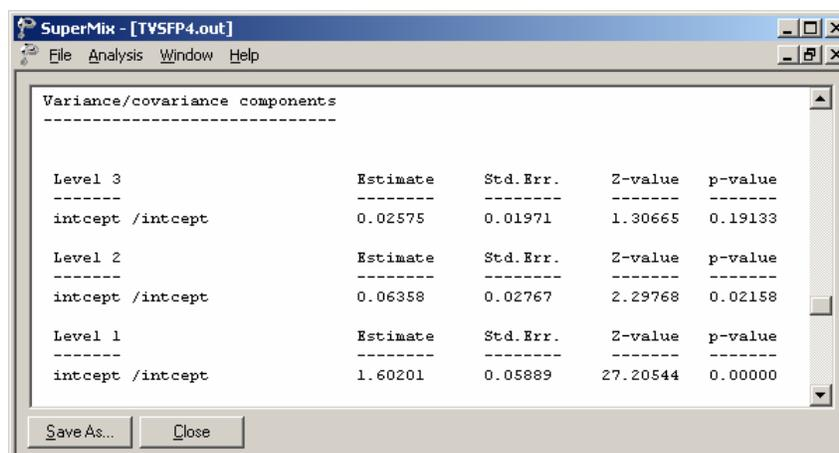 SuperMix - [TVSFP4.out]
File Analysis Window Help
Variance/covariance components
------------------------------
Level 3 Estimate Std.Err. Z-value p-value
------- -------- -------- ------- -------
intcept /intcept 0.02575 0.01971 1.30665 0.19133
Level 2 Estimate Std.Err. Z-value p-value
------- -------- -------- ------- -------
intcept /intcept 0.06358 0.02767 2.29768 0.02158
Level 1 Estimate Std.Err. Z-value p-value
------- -------- -------- ------- -------
intcept /intcept 1.60201 0.05889 27.20544 0.00000
Save As... Close